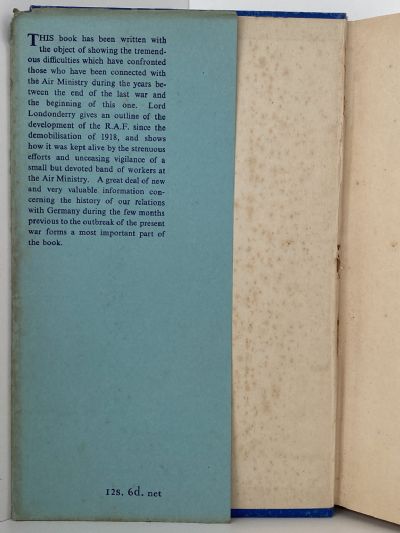 THIS book has been written with
the object of showing the tremend-
ous difficulties which have confronted
those who have been connected with
the Air Ministry during the years be-
tween the end of the last war and
the beginning of this one. Lord
Londonderry gives an outline of the
development of the R.A.F. since the
demobilisation of 1918, and shows
how it was kept alive by the strenuous
efforts and unceasing vigilance of a
small but devoted band of workers at
the Air Ministry. A great deal of new
and very valuable information con-
cerning the history of our relations
with Germany during the few months
previous to the outbreak of the present
war forms a most important part of
the book.
12s. 6d. net